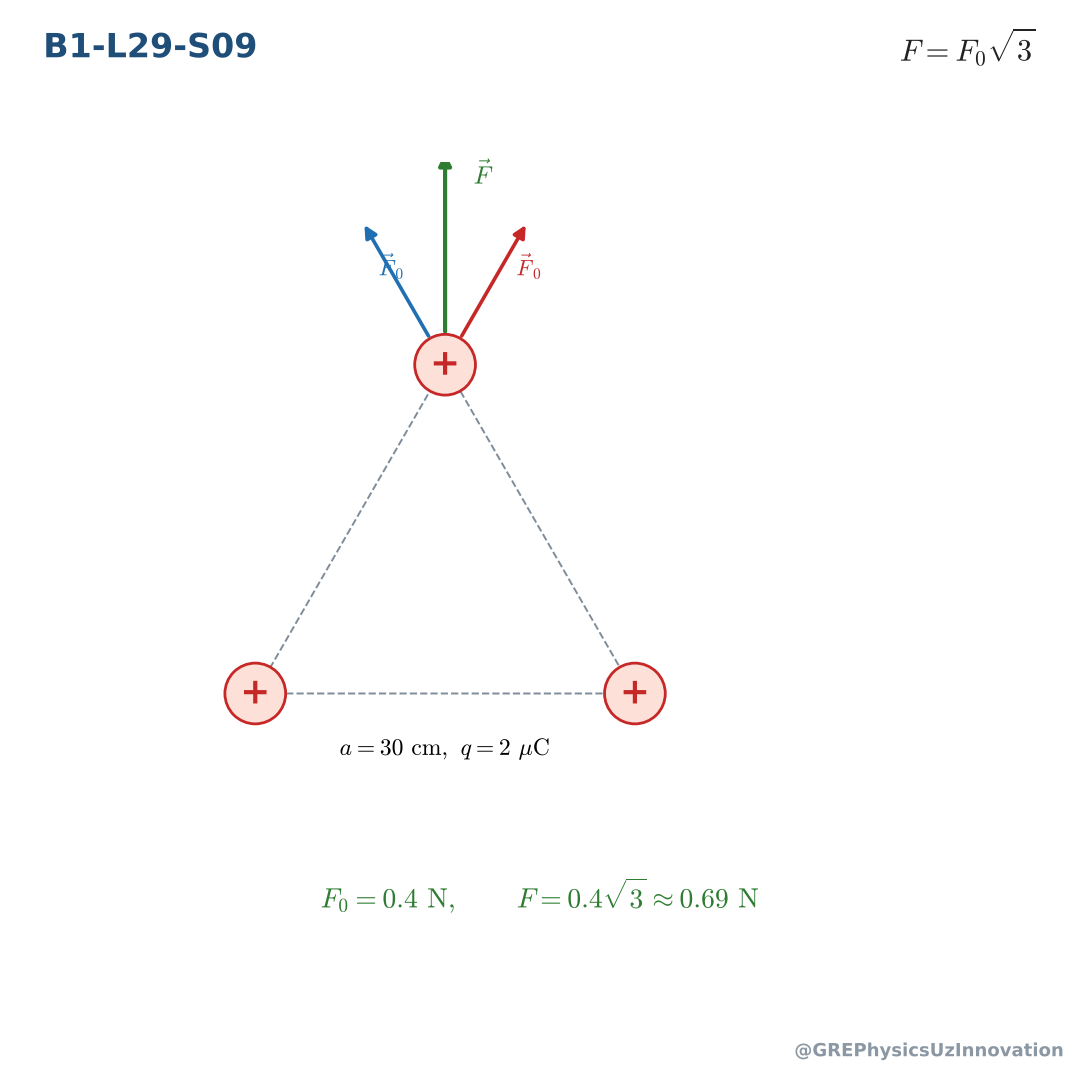 B1-L29-S09
F = F₀√3
F⃗
F⃗₀ F⃗₀
+
+ +
a = 30 cm, q = 2 μC
F₀ = 0.4 N, F = 0.4√3 ≈ 0.69 N
@GREPhysicsUzInnovation